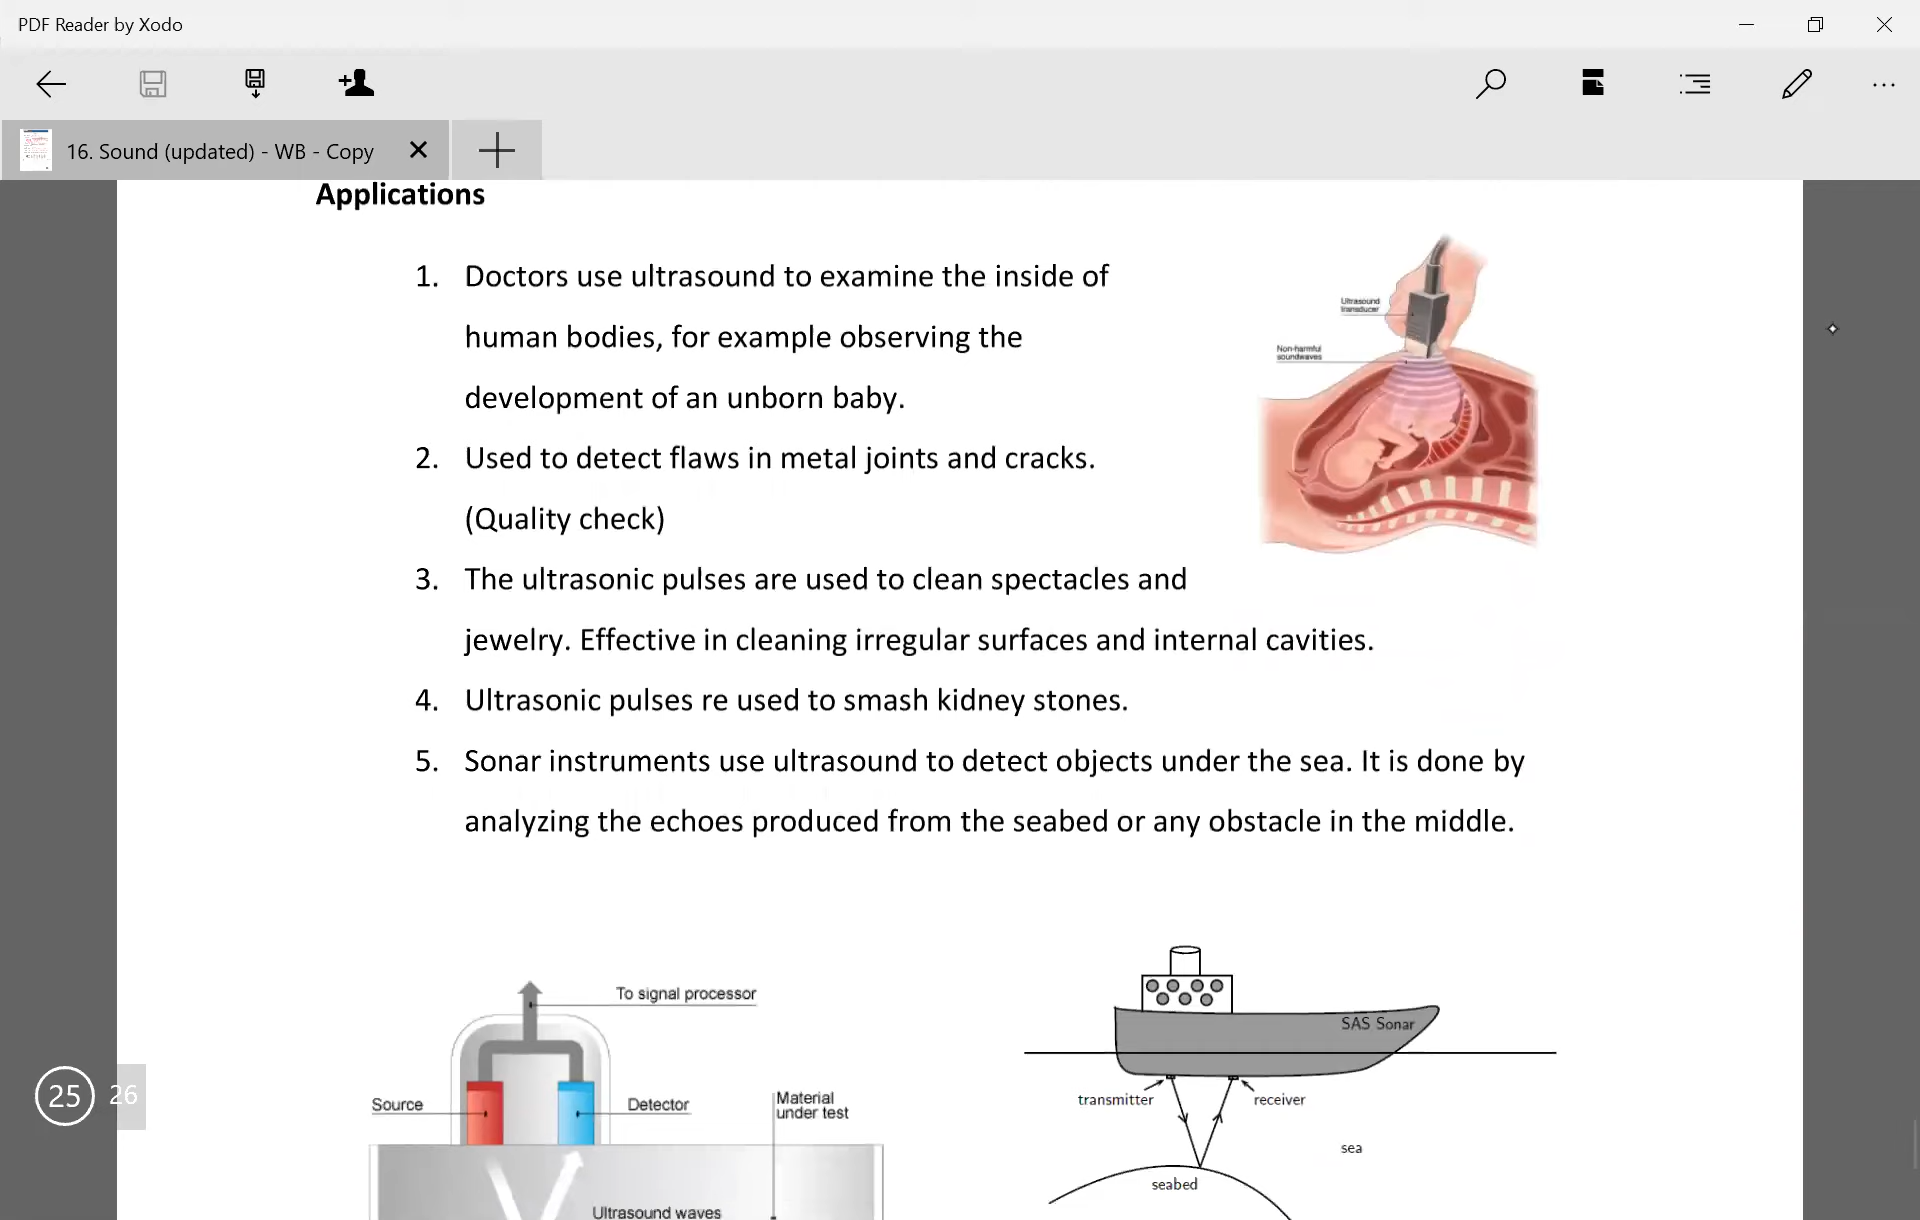 PDF Reader by Xodo
16. Sound (updated) - WB - Copy
Applications
1. Doctors use ultrasound to examine the inside of
human bodies, for example observing the
development of an unborn baby.
2. Used to detect flaws in metal joints and cracks.
(Quality check)
3. The ultrasonic pulses are used to clean spectacles and
jewelry. Effective in cleaning irregular surfaces and internal cavities.
4. Ultrasonic pulses re used to smash kidney stones.
5. Sonar instruments use ultrasound to detect objects under the sea. It is done by
analyzing the echoes produced from the seabed or any obstacle in the middle.
Ultrasound
transducer
Non-harmful
soundwaves
To signal processor
Source
Detector
Material
under test
Ultrasound waves
SAS Sonar
transmitter
receiver
sea
seabed
25 26